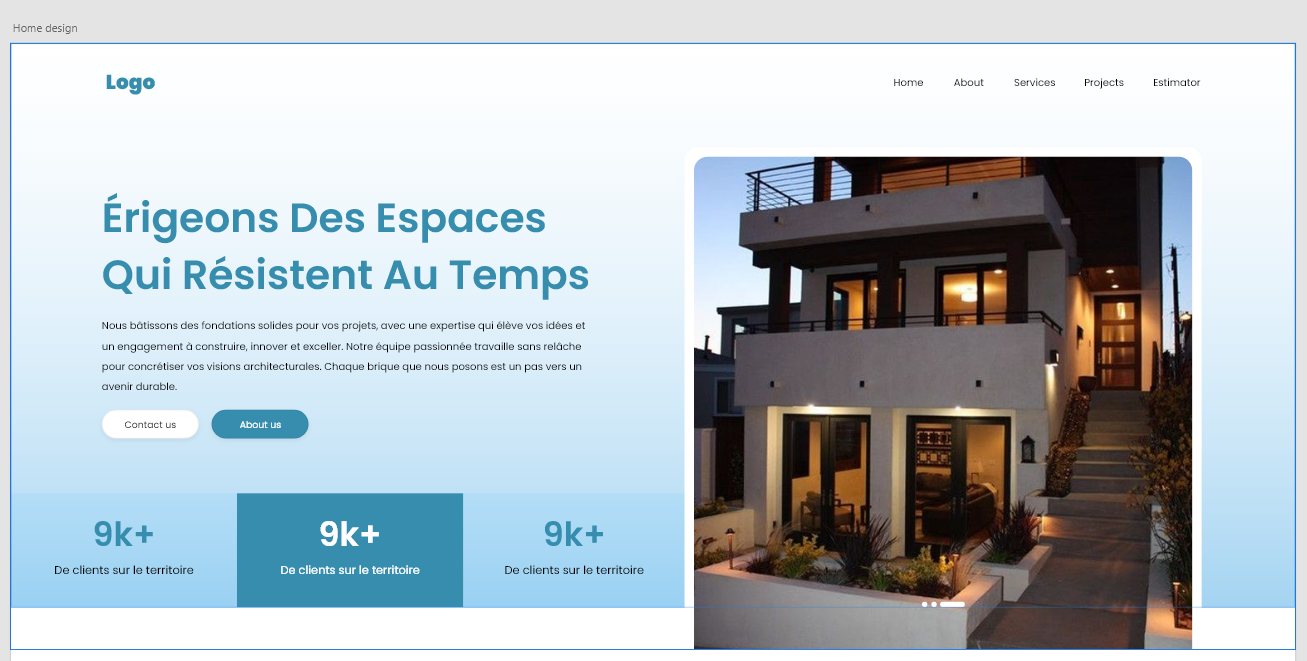 Home design
Logo
Home About Services Projects Estimator
Érigeons Des Espaces
Qui Résistent Au Temps
Nous bâtissons des fondations solides pour vos projets, avec une expertise qui élève vos idées et
un engagement à construire, innover et exceller. Notre équipe passionnée travaille sans relâche
pour concrétiser vos visions architecturales. Chaque brique que nous posons est un pas vers un
avenir durable.
Contact us About us
9k+ 9k+ 9k+
De clients sur le territoire De clients sur le territoire De clients sur le territoire